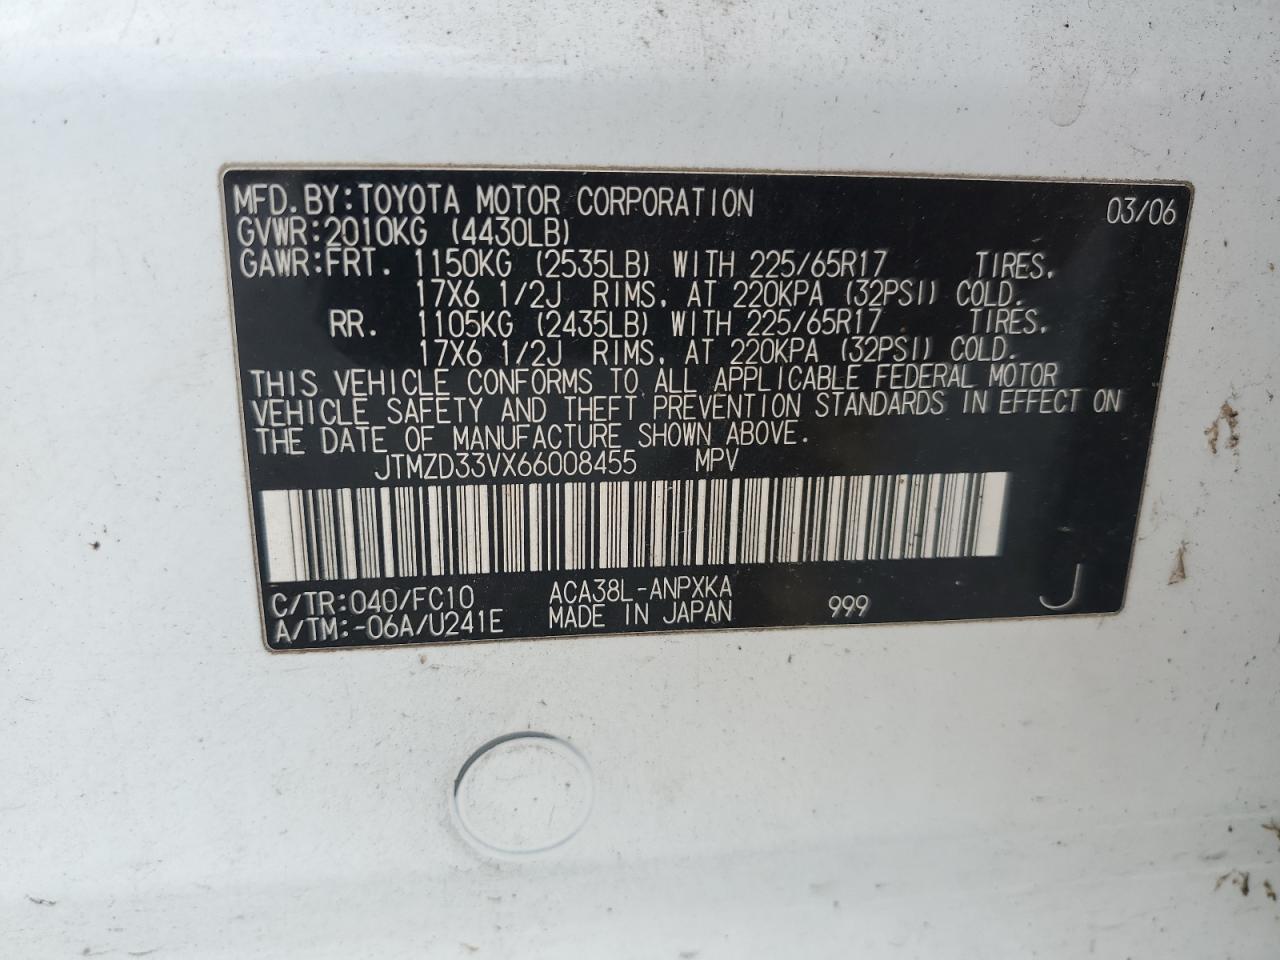 MFD. BY: TOYOTA MOTOR CORPORATION 03/06
GVWR: 2010KG (4430LB)
GAWR: FRT. 1150KG (2535LB) WITH 225/65R17 TIRES,
17X6 1/2J RIMS, AT 220KPA (32PSI) COLD.
RR. 1105KG (2435LB) WITH 225/65R17 TIRES,
17X6 1/2J RIMS, AT 220KPA (32PSI) COLD.
THIS VEHICLE CONFORMS TO ALL APPLICABLE FEDERAL MOTOR
VEHICLE SAFETY AND THEFT PREVENTION STANDARDS IN EFFECT ON
THE DATE OF MANUFACTURE SHOWN ABOVE.
JTMZD33VX66008455 MPV
C/TR: 040/FC10 ACA38L-ANPXKA
A/TM: -06A/U241E MADE IN JAPAN 999 J